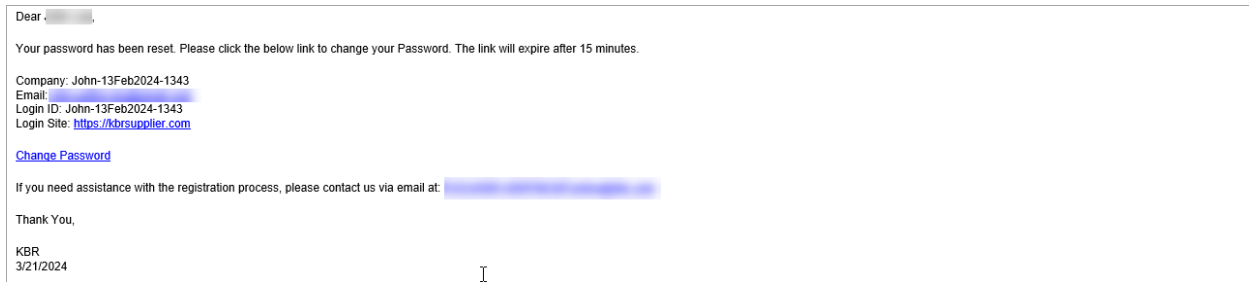 Dear ,
Your password has been reset. Please click the below link to change your Password. The link will expire after 15 minutes.
Company: John-13Feb2024-1343
Email:
Login ID: John-13Feb2024-1343
Login Site: https://kbrsupplier.com
Change Password
If you need assistance with the registration process, please contact us via email at:
Thank You,
KBR
3/21/2024